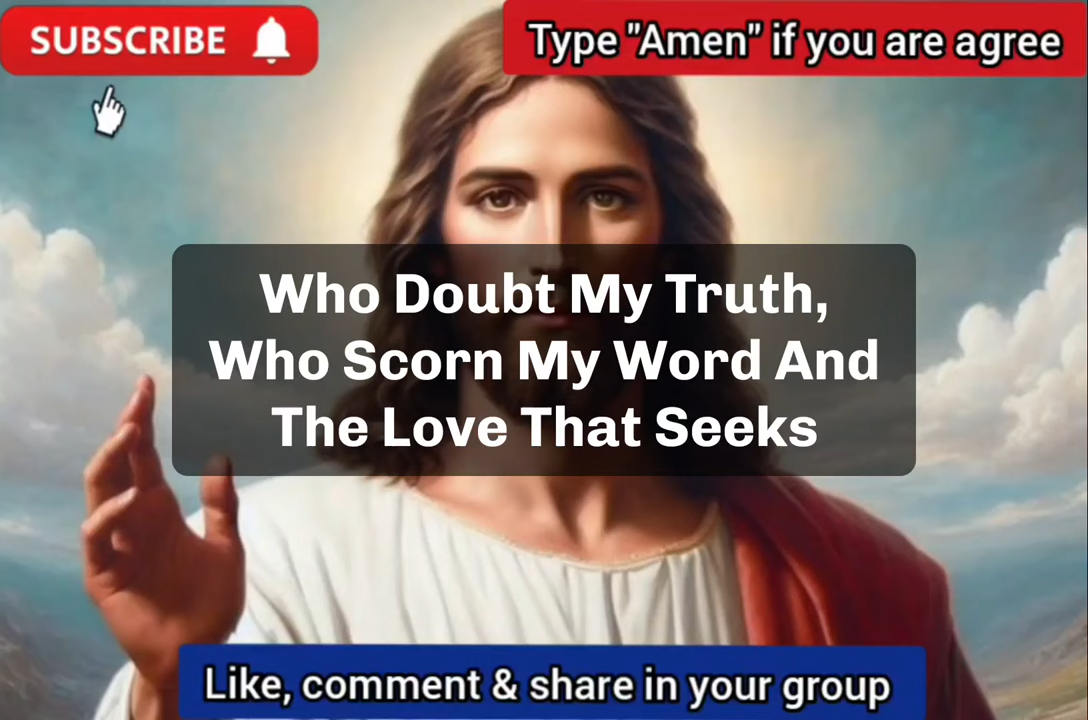 SUBSCRIBE
Type "Amen" if you are agree
Who Doubt My Truth,
Who Scorn My Word And
The Love That Seeks
Like, comment & share in your group